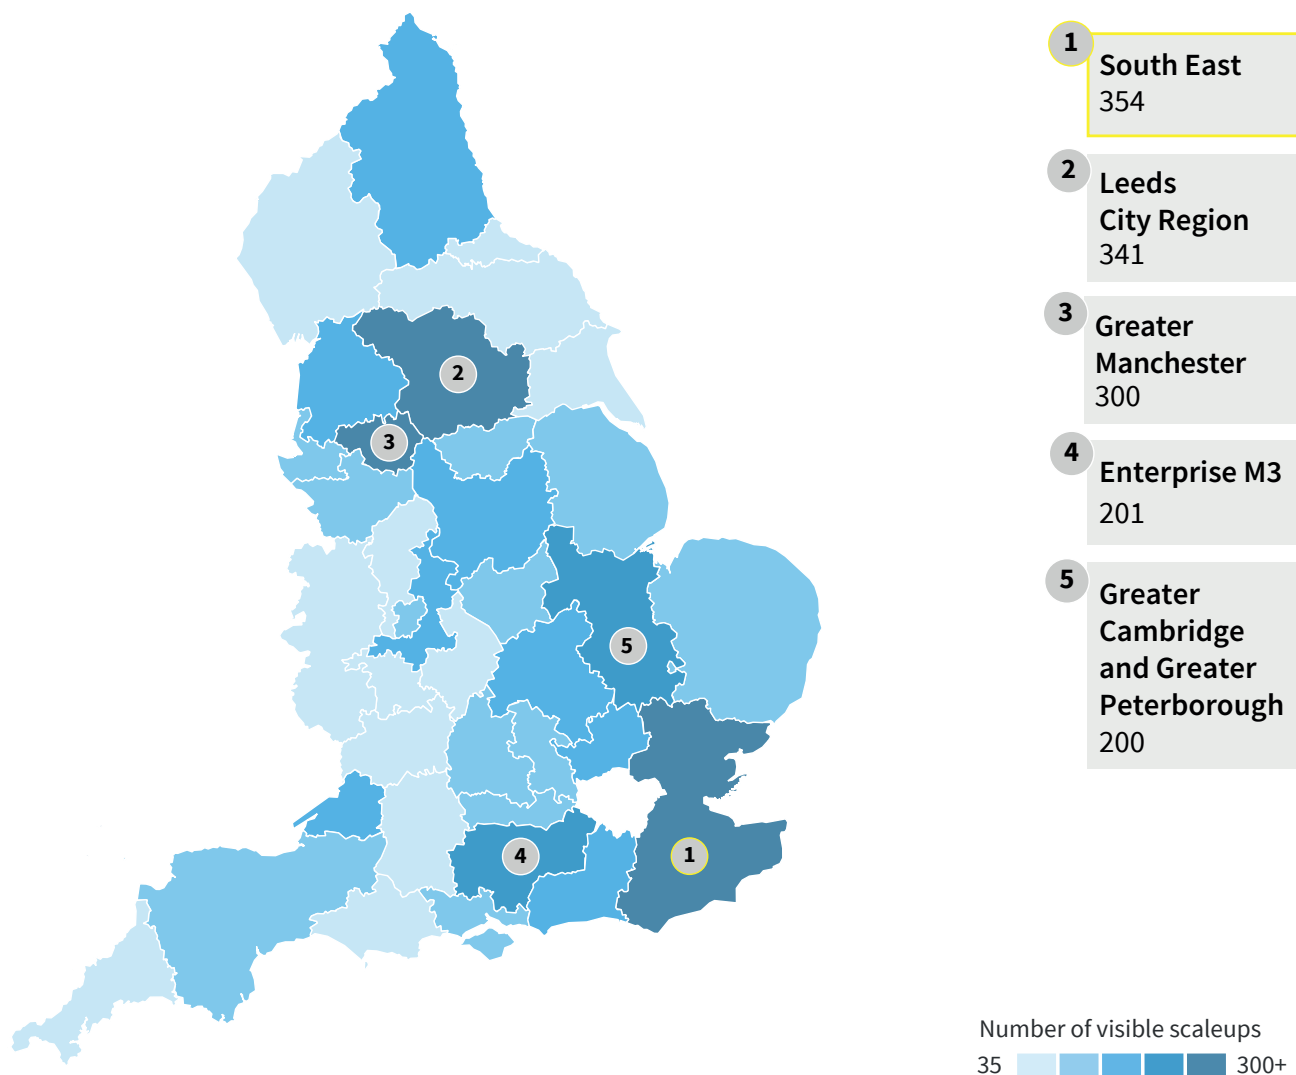 1
South East
354
2
Leeds
City Region
341
3
Greater
Manchester
300
4
Enterprise M3
201
5
Greater
Cambridge
and Greater
Peterborough
200
2
3
5
4
1
Number of visible scaleups
35 300+